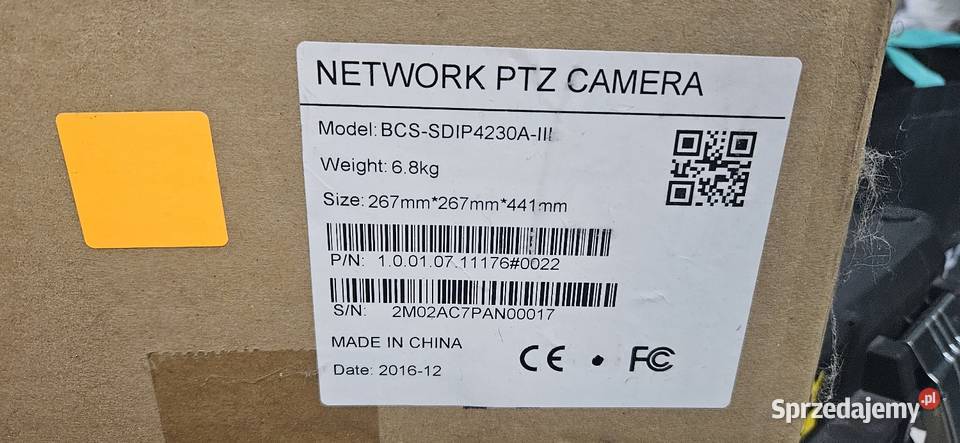 NETWORK PTZ CAMERA
Model: BCS-SDIP4230A-III
Weight: 6.8kg
Size: 267mm*267mm*441mm
P/N: 1.0.01.07.11176#0022
S/N: 2M02AC7PAN00017
MADE IN CHINA
CE • FC
Date: 2016-12
Sprzedajemy.pl